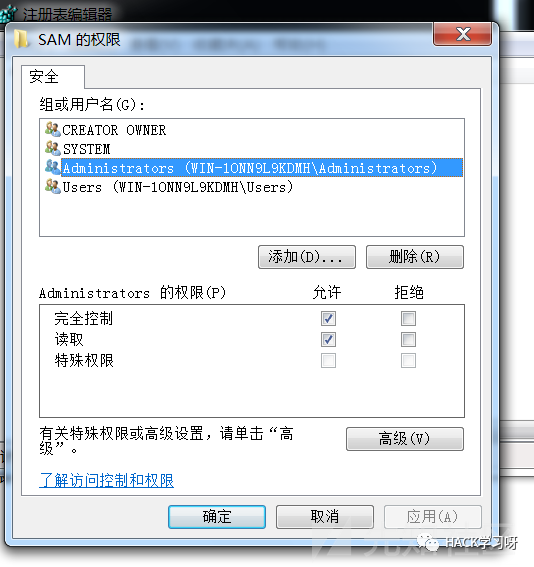 注册表编辑器
SAM 的权限
安全
组或用户名(G):
CREATOR OWNER
SYSTEM
Administrators (WIN-1ONN9L9KDMH\Administrators)
Users (WIN-1ONN9L9KDMH\Users)
添加(D)...
删除(R)
Administrators 的权限(P)
允许
拒绝
完全控制
读取
特殊权限
有关特殊权限或高级设置，请单击“高
级”。
高级(V)
了解访问控制和权限
确定
取消
应用(A)
HACK学习呀